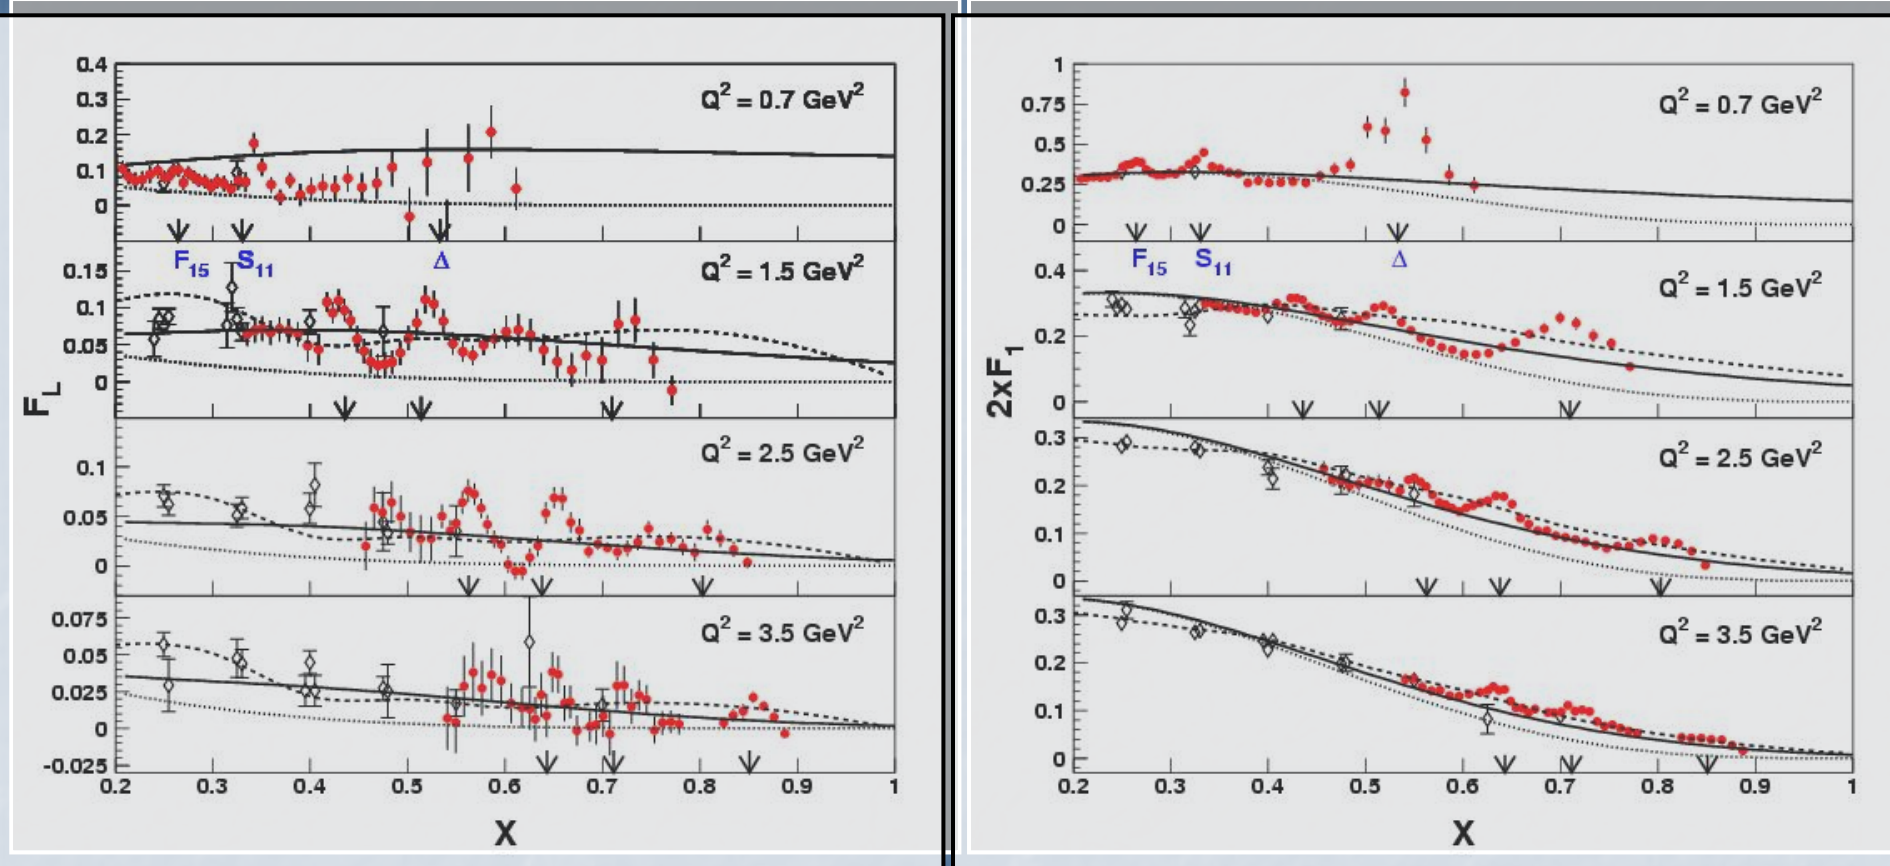 0.4
0.3
0.2
0.1
0
Q² = 0.7 GeV²
F₁₅
S₁₁
Δ
0.15
0.1
0.05
0
Q² = 1.5 GeV²
0.1
0.05
0
Q² = 2.5 GeV²
0.075
0.05
0.025
0
-0.025
Q² = 3.5 GeV²
F_L
0.2 0.3 0.4 0.5 0.6 0.7 0.8 0.9 1
X
1
0.75
0.5
0.25
0
Q² = 0.7 GeV²
F₁₅
S₁₁
Δ
0.4
0.2
0
Q² = 1.5 GeV²
0.3
0.2
0.1
0
Q² = 2.5 GeV²
0.3
0.2
0.1
0
Q² = 3.5 GeV²
2xF₁
0.2 0.3 0.4 0.5 0.6 0.7 0.8 0.9 1
X